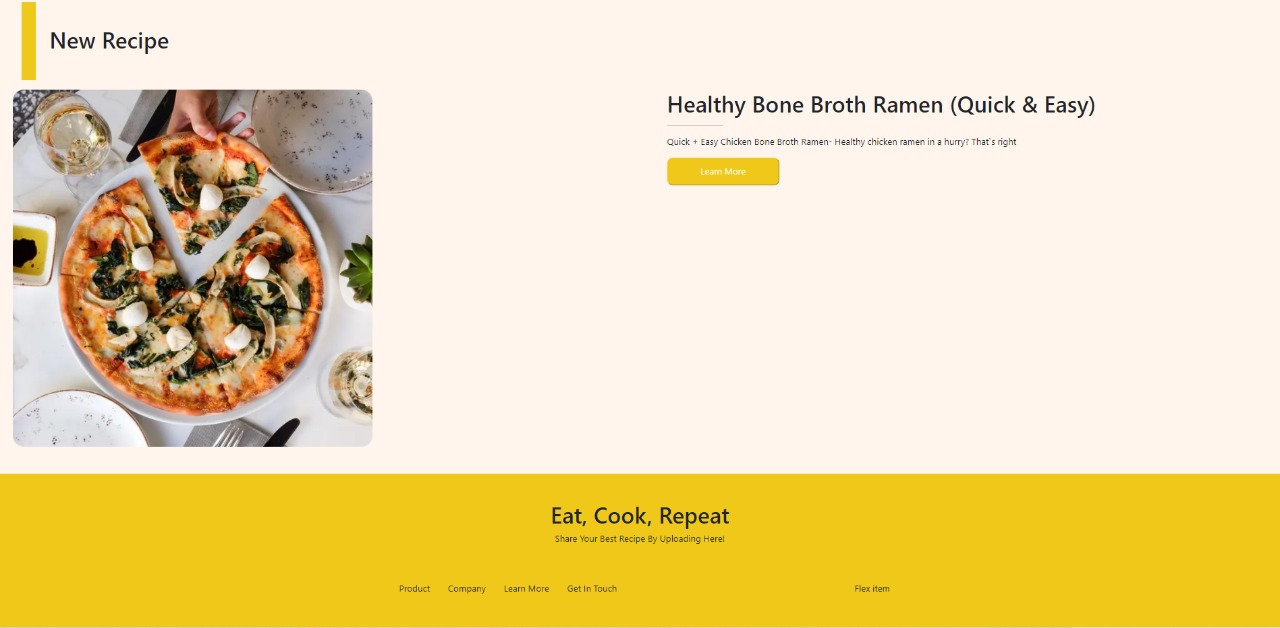 New Recipe
Healthy Bone Broth Ramen (Quick & Easy)
Quick + Easy Chicken Bone Broth Ramen- Healthy chicken ramen in a hurry? That`s right
Learn More
Eat, Cook, Repeat
Share Your Best Recipe By Uploading Here!
Product Company Learn More Get In Touch Flex item